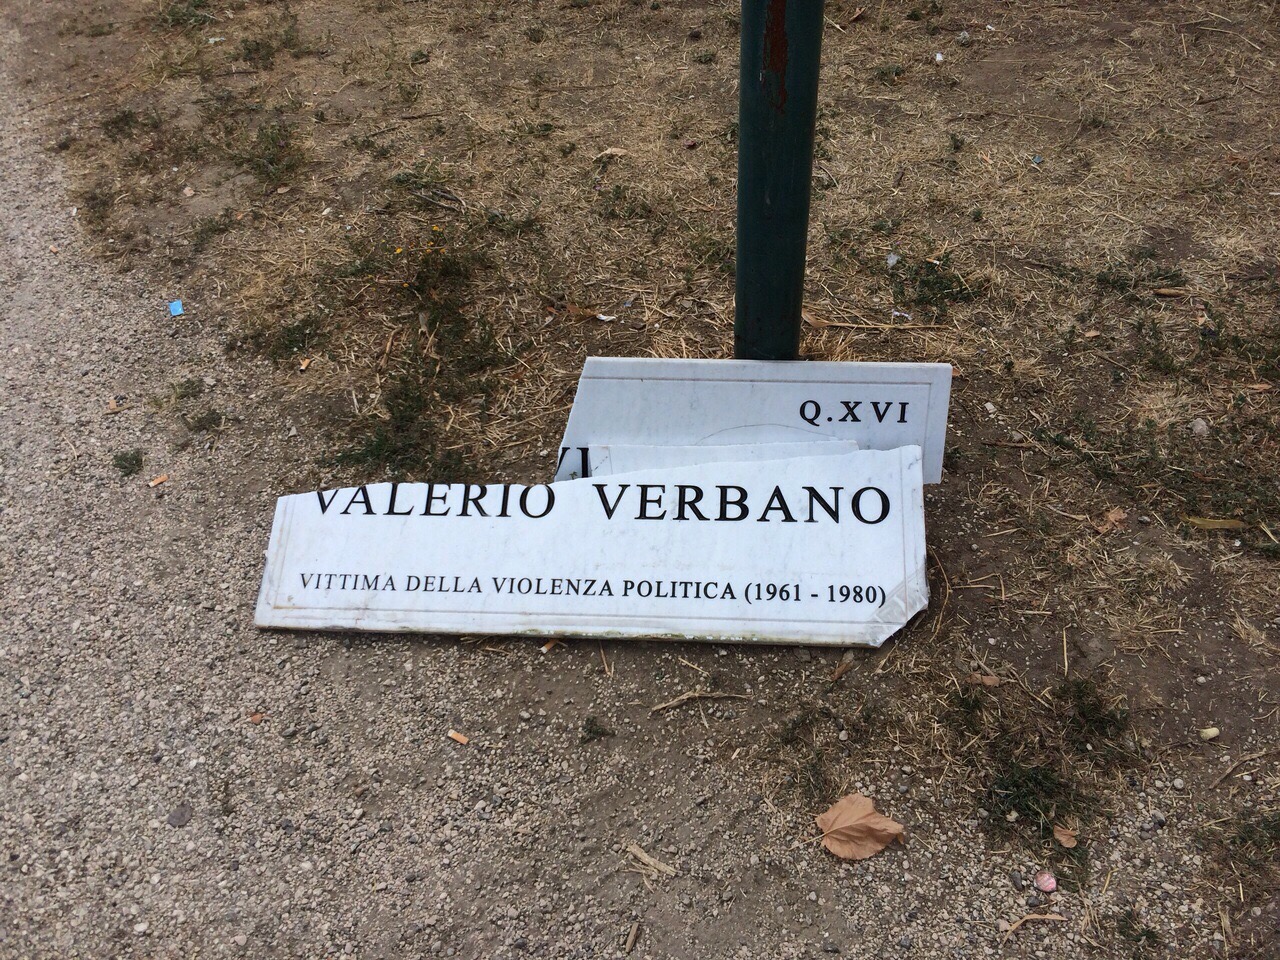 Q.XVI
VALERIO VERBANO
VITTIMA DELLA VIOLENZA POLITICA (1961 - 1980)